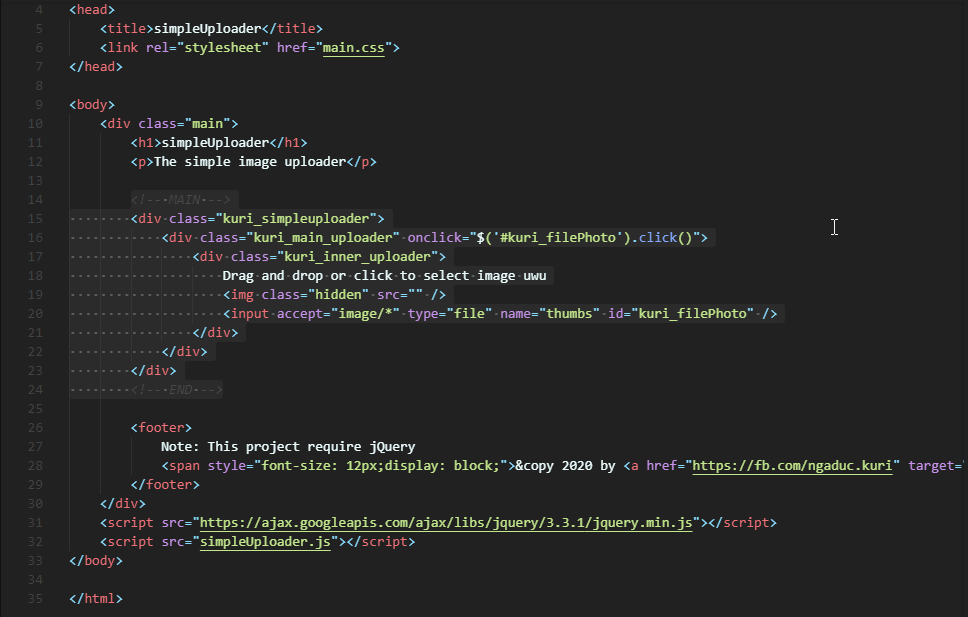 4 <head>
5 <title>simpleUploader</title>
6 <link rel="stylesheet" href="main.css">
7 </head>
8
9 <body>
10 <div class="main">
11 <h1>simpleUploader</h1>
12 <p>The simple image uploader</p>
13
14 <!-- MAIN -->
15 <div class="kuri_simpleuploader">
16 <div class="kuri_main_uploader" onclick="$('#kuri_filePhoto').click()">
17 <div class="kuri_inner_uploader">
18 Drag and drop or click to select image uwu
19 <img class="hidden" src="" />
20 <input accept="image/*" type="file" name="thumbs" id="kuri_filePhoto" />
21 </div>
22 </div>
23 </div>
24 <!-- END -->
25
26 <footer>
27 Note: This project require jQuery
28 <span style="font-size: 12px;display: block;">&copy 2020 by <a href="https://fb.com/ngaduc.kuri" target=
29 </footer>
30 </div>
31 <script src="https://ajax.googleapis.com/ajax/libs/jquery/3.3.1/jquery.min.js"></script>
32 <script src="simpleUploader.js"></script>
33 </body>
34
35 </html>